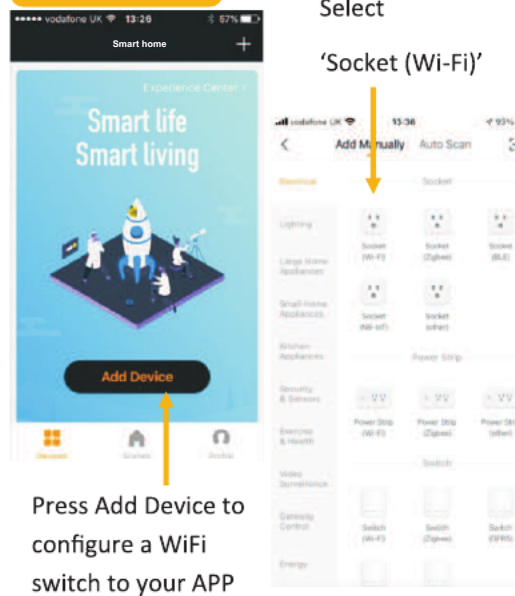 vodafone UK 13:26 57%
Smart home
Experience Center >
Smart life
Smart living
Add Device
Devices
Scenes
Profile
Press Add Device to
configure a WiFi
switch to your APP
Select
‘Socket (Wi-Fi)’
vodafone UK 13:36 93%
Add Manually Auto Scan
Electrical
Socket
Lighting
Socket
(Wi-Fi)
Socket
(Zigbee)
Socket
(BLE)
Large Home
Appliances
Small Home
Appliances
Socket
(NB-IoT)
Socket
(other)
Kitchen
Appliances
Power Strip
Security
& Sensors
Power Strip
(Wi-Fi)
Power Strip
(Zigbee)
Power Stri
(other)
Exercise
& Health
Switch
Video
Surveillance
Gateway
Control
Switch
(Wi-Fi)
Switch
(Zigbee)
Switch
(GPRS)
Energy